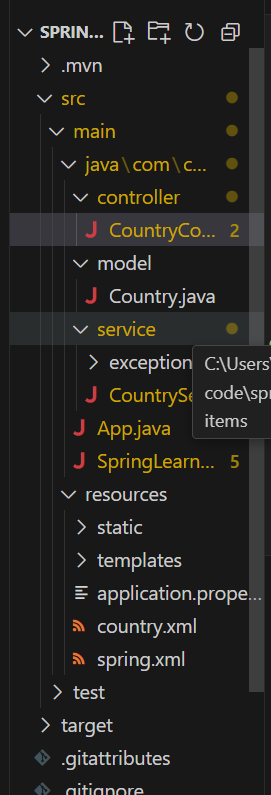 SPRIN...
.mvn
src
main
java\com\c...
controller
CountryCo... 2
model
Country.java
service
exception
C:\Users\
CountrySe
code\spr
App.java
items
SpringLearn... 5
resources
static
templates
application.prope...
country.xml
spring.xml
test
target
.gitattributes
.gitignore